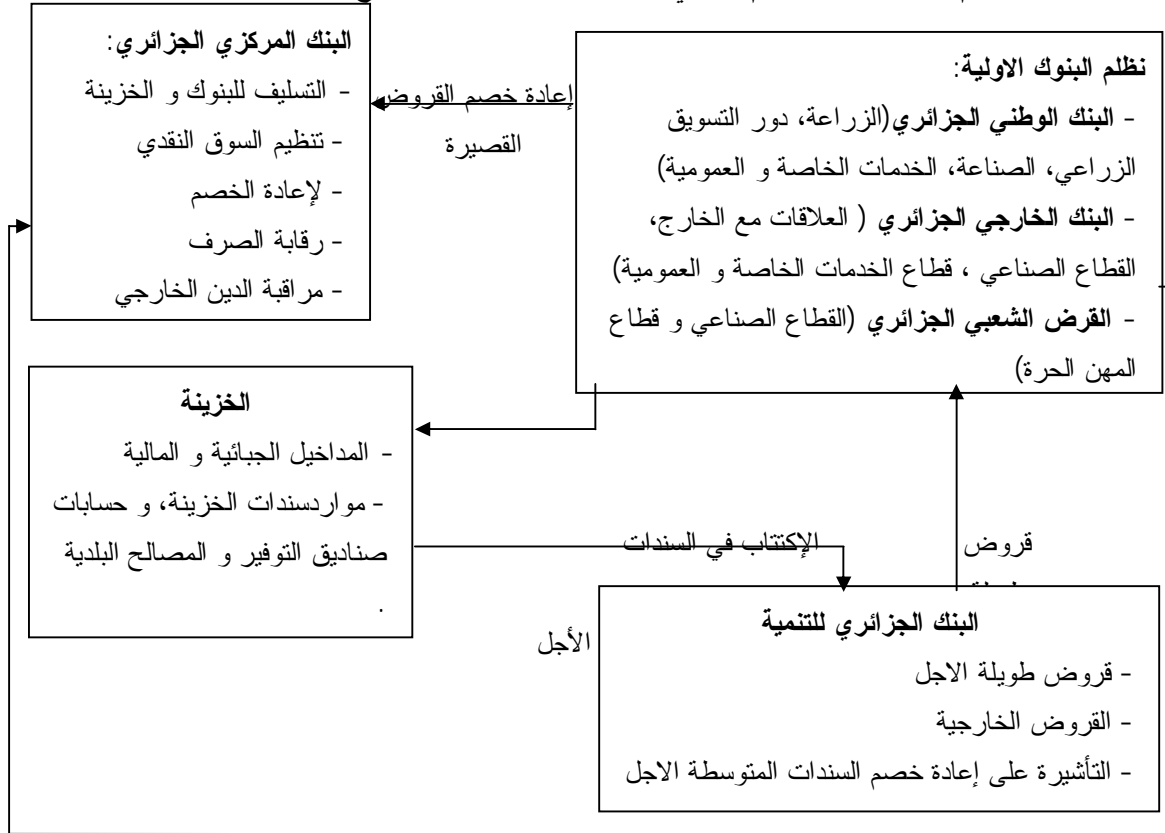 البنك المركزي الجزائري:
- التسليف للبنوك و الخزينة
- تنظيم السوق النقدي
- لإعادة الخصم
- رقابة الصرف
- مراقبة الدين الخارجي
إعادة خصم القروض
القصيرة
نظلم البنوك الاولية:
- البنك الوطني الجزائري(الزراعة، دور التسويق
الزراعي، الصناعة، الخدمات الخاصة و العمومية)
- البنك الخارجي الجزائري ( العلاقات مع الخارج،
القطاع الصناعي ، قطاع الخدمات الخاصة و العمومية)
- القرض الشعبي الجزائري (القطاع الصناعي و قطاع
المهن الحرة)
الخزينة
- المداخيل الجبائية و المالية
- مواردسندات الخزينة، و حسابات
صناديق التوفير و المصالح البلدية
.
الإكتتاب في السندات
قروض
الأجل
البنك الجزائري للتنمية
- قروض طويلة الاجل
- القروض الخارجية
- التأشيرة على إعادة خصم السندات المتوسطة الاجل